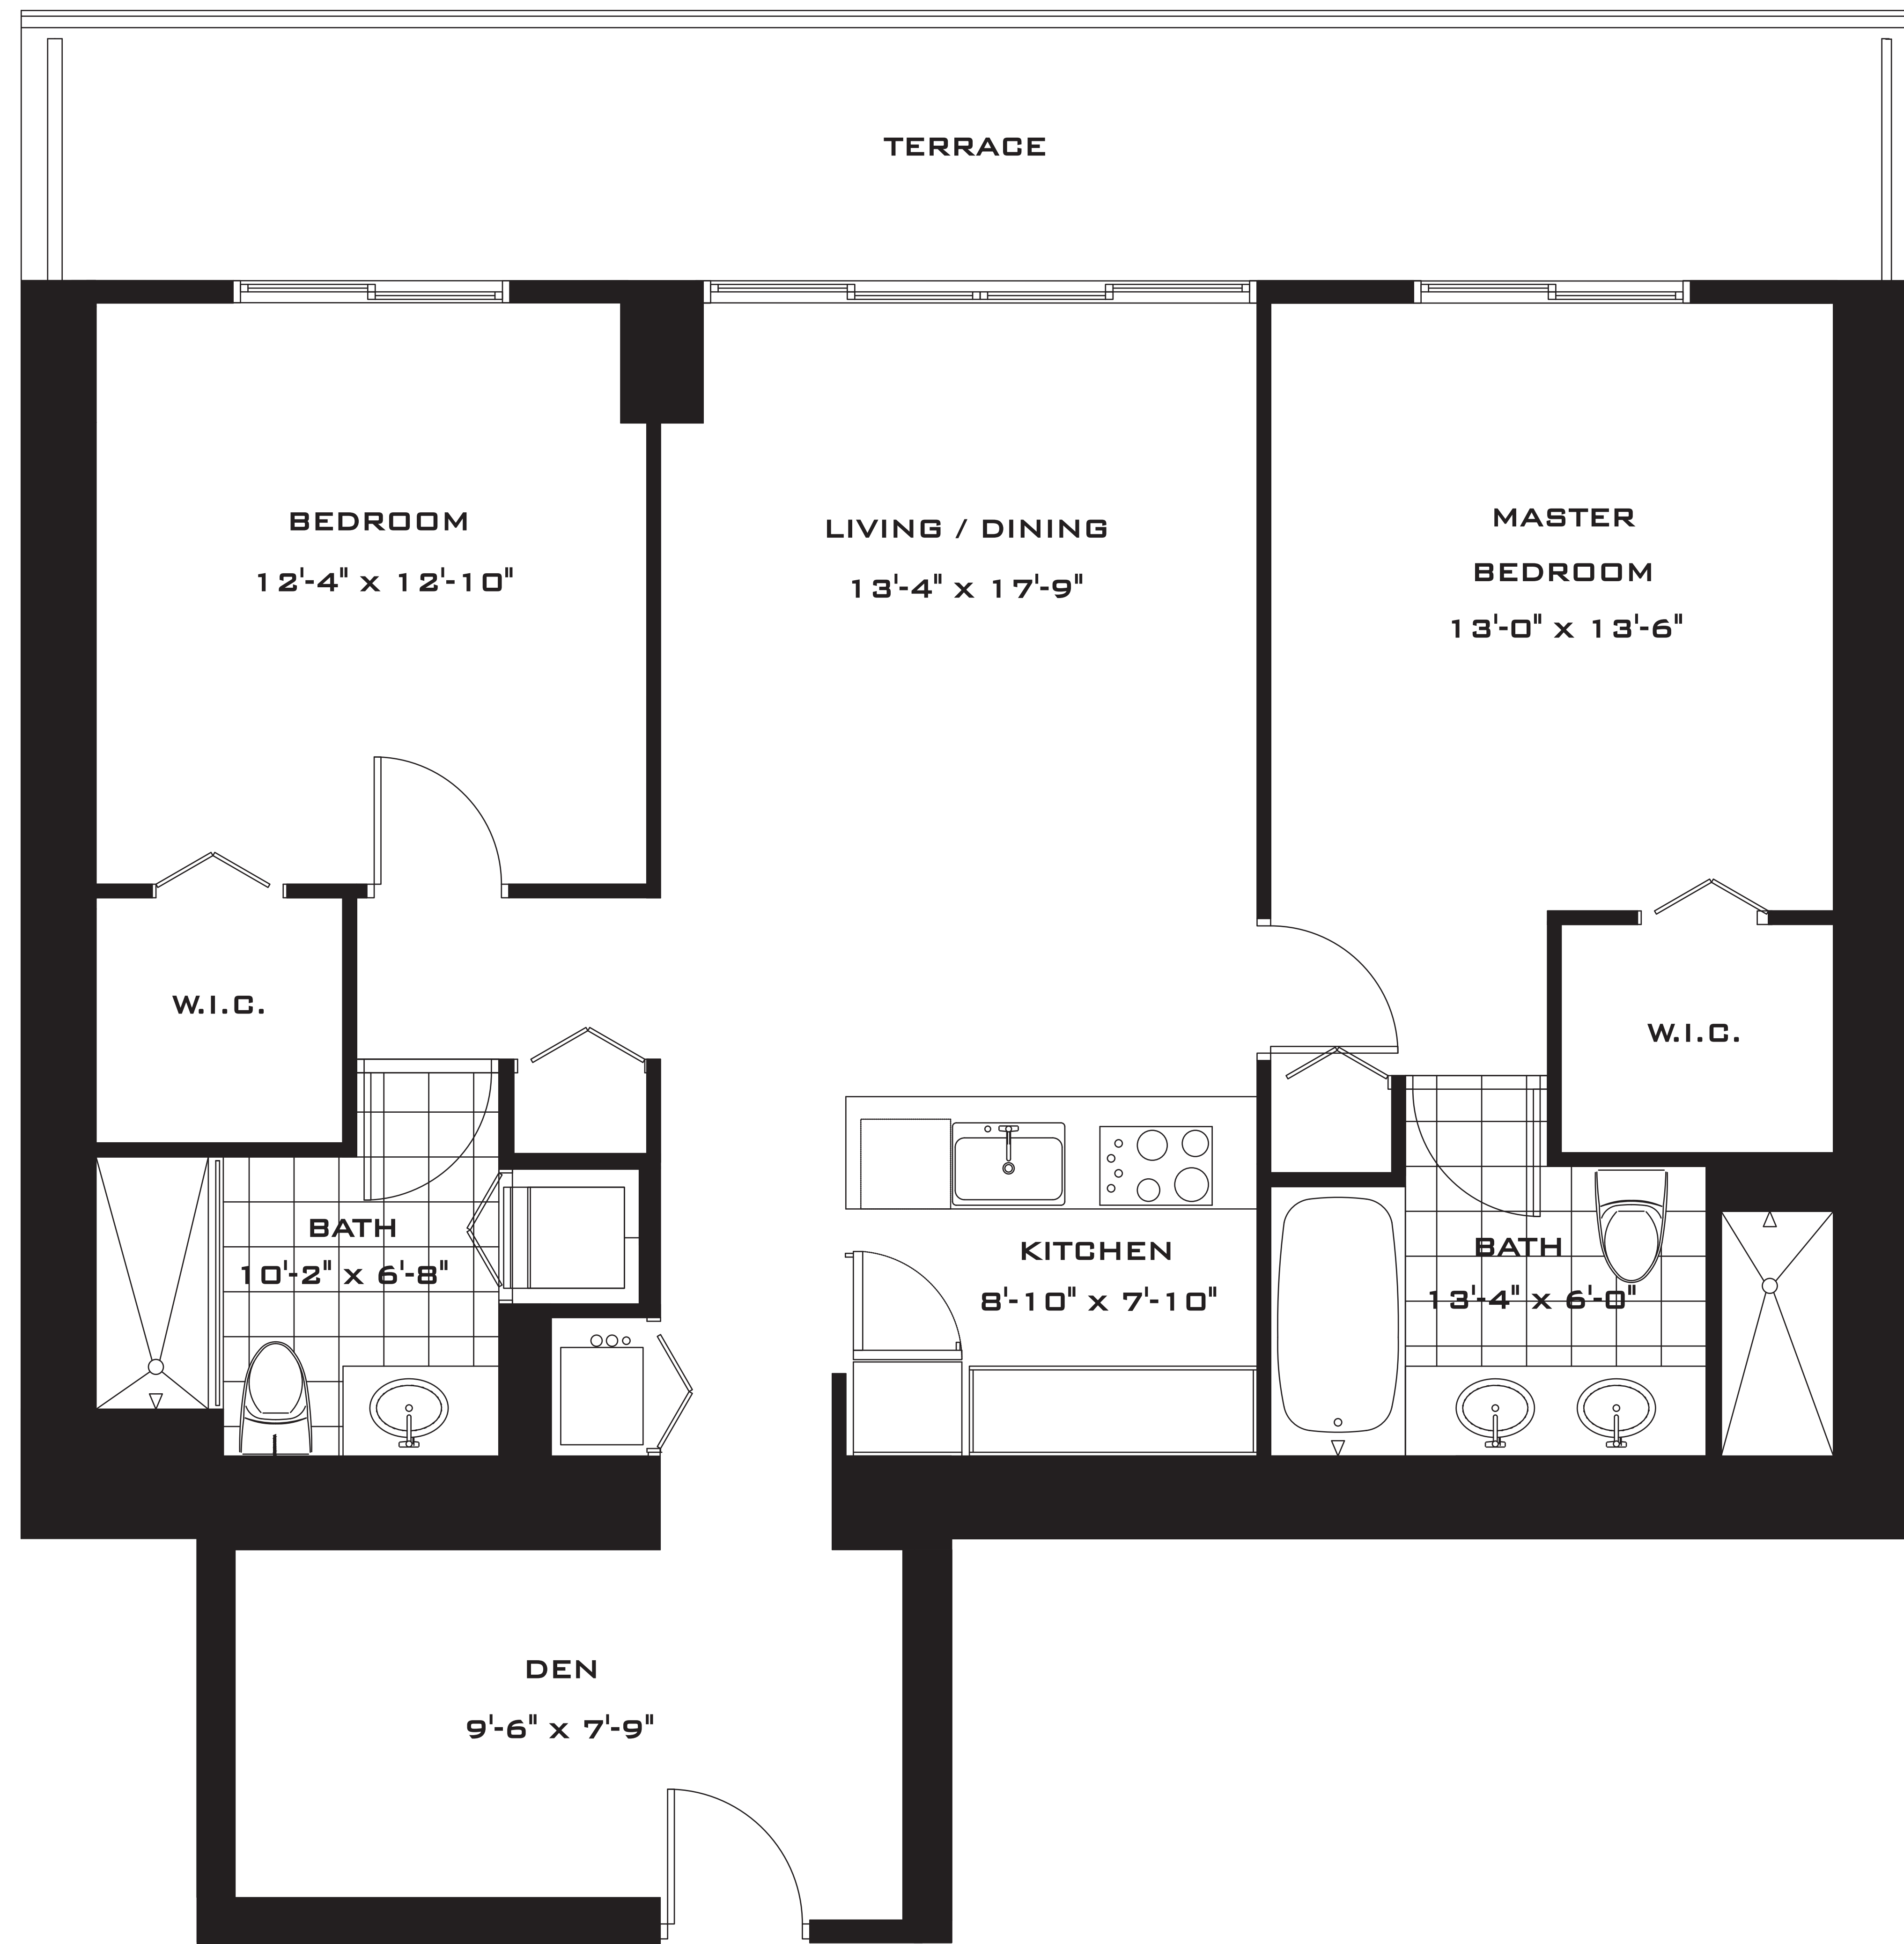 TERRACE
BEDROOM
12'-4" x 12'-10"
LIVING / DINING
13'-4" x 17'-9"
MASTER
BEDROOM
13'-0" x 13'-6"
W.I.C.
W.I.C.
BATH
10'-2" x 6'-8"
KITCHEN
8'-10" x 7'-10"
BATH
13'-4" x 6'-0"
DEN
9'-6" x 7'-9"